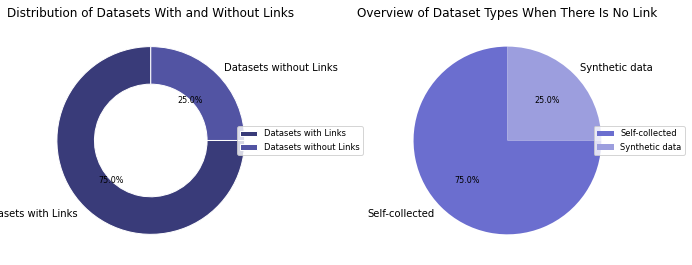 Distribution of Datasets With and Without Links
Overview of Dataset Types When There Is No Link
Datasets without Links
25.0%
75.0%
asets with Links
Datasets with Links
Datasets without Links
Synthetic data
25.0%
75.0%
Self-collected
Self-collected
Synthetic data